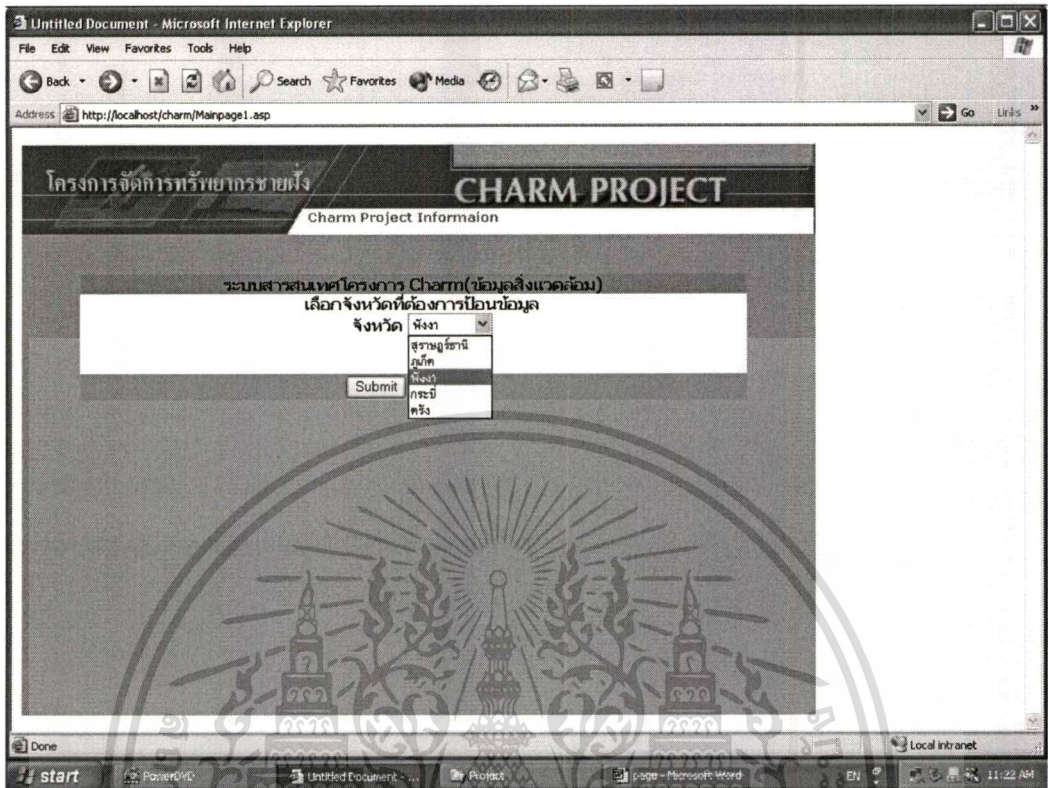 Untitled Document - Microsoft Internet Explorer
File Edit View Favorites Tools Help
Back Search Favorites Media
Address http://localhost/charm/Mainpage1.asp Go Links »
โครงการจัดการทรัพยากรชายฝั่ง
CHARM PROJECT
Charm Project Informaion
ระบบสารสนเทศโครงการ Charm(ข้อมูลสิ่งแวดล้อม)
เลือกจังหวัดที่ต้องการป้อนข้อมูล
จังหวัด พังงา
สุราษฎร์ธานี
ภูเก็ต
พังงา
Submit
กระบี่
ตรัง
Done Local intranet
start PowerDVD Untitled Document - ... Project page - Microsoft Word EN 11:22 AM